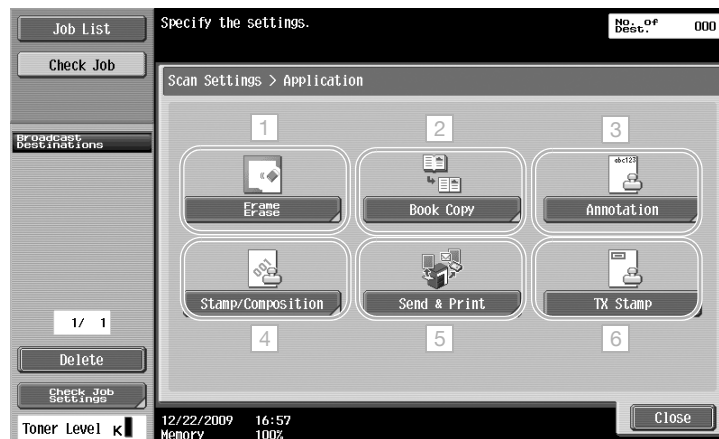 Job List
Check Job
Broadcast
Destinations
1/ 1
Delete
Check Job
Settings
Toner Level K
Specify the settings.
No. of
Dest.
000
Scan Settings > Application
1
2
3
Frame
Erase
Book Copy
abc123
Annotation
001
Stamp/Composition
Send & Print
TX Stamp
4
5
6
12/22/2009 16:57
Memory 100%
Close